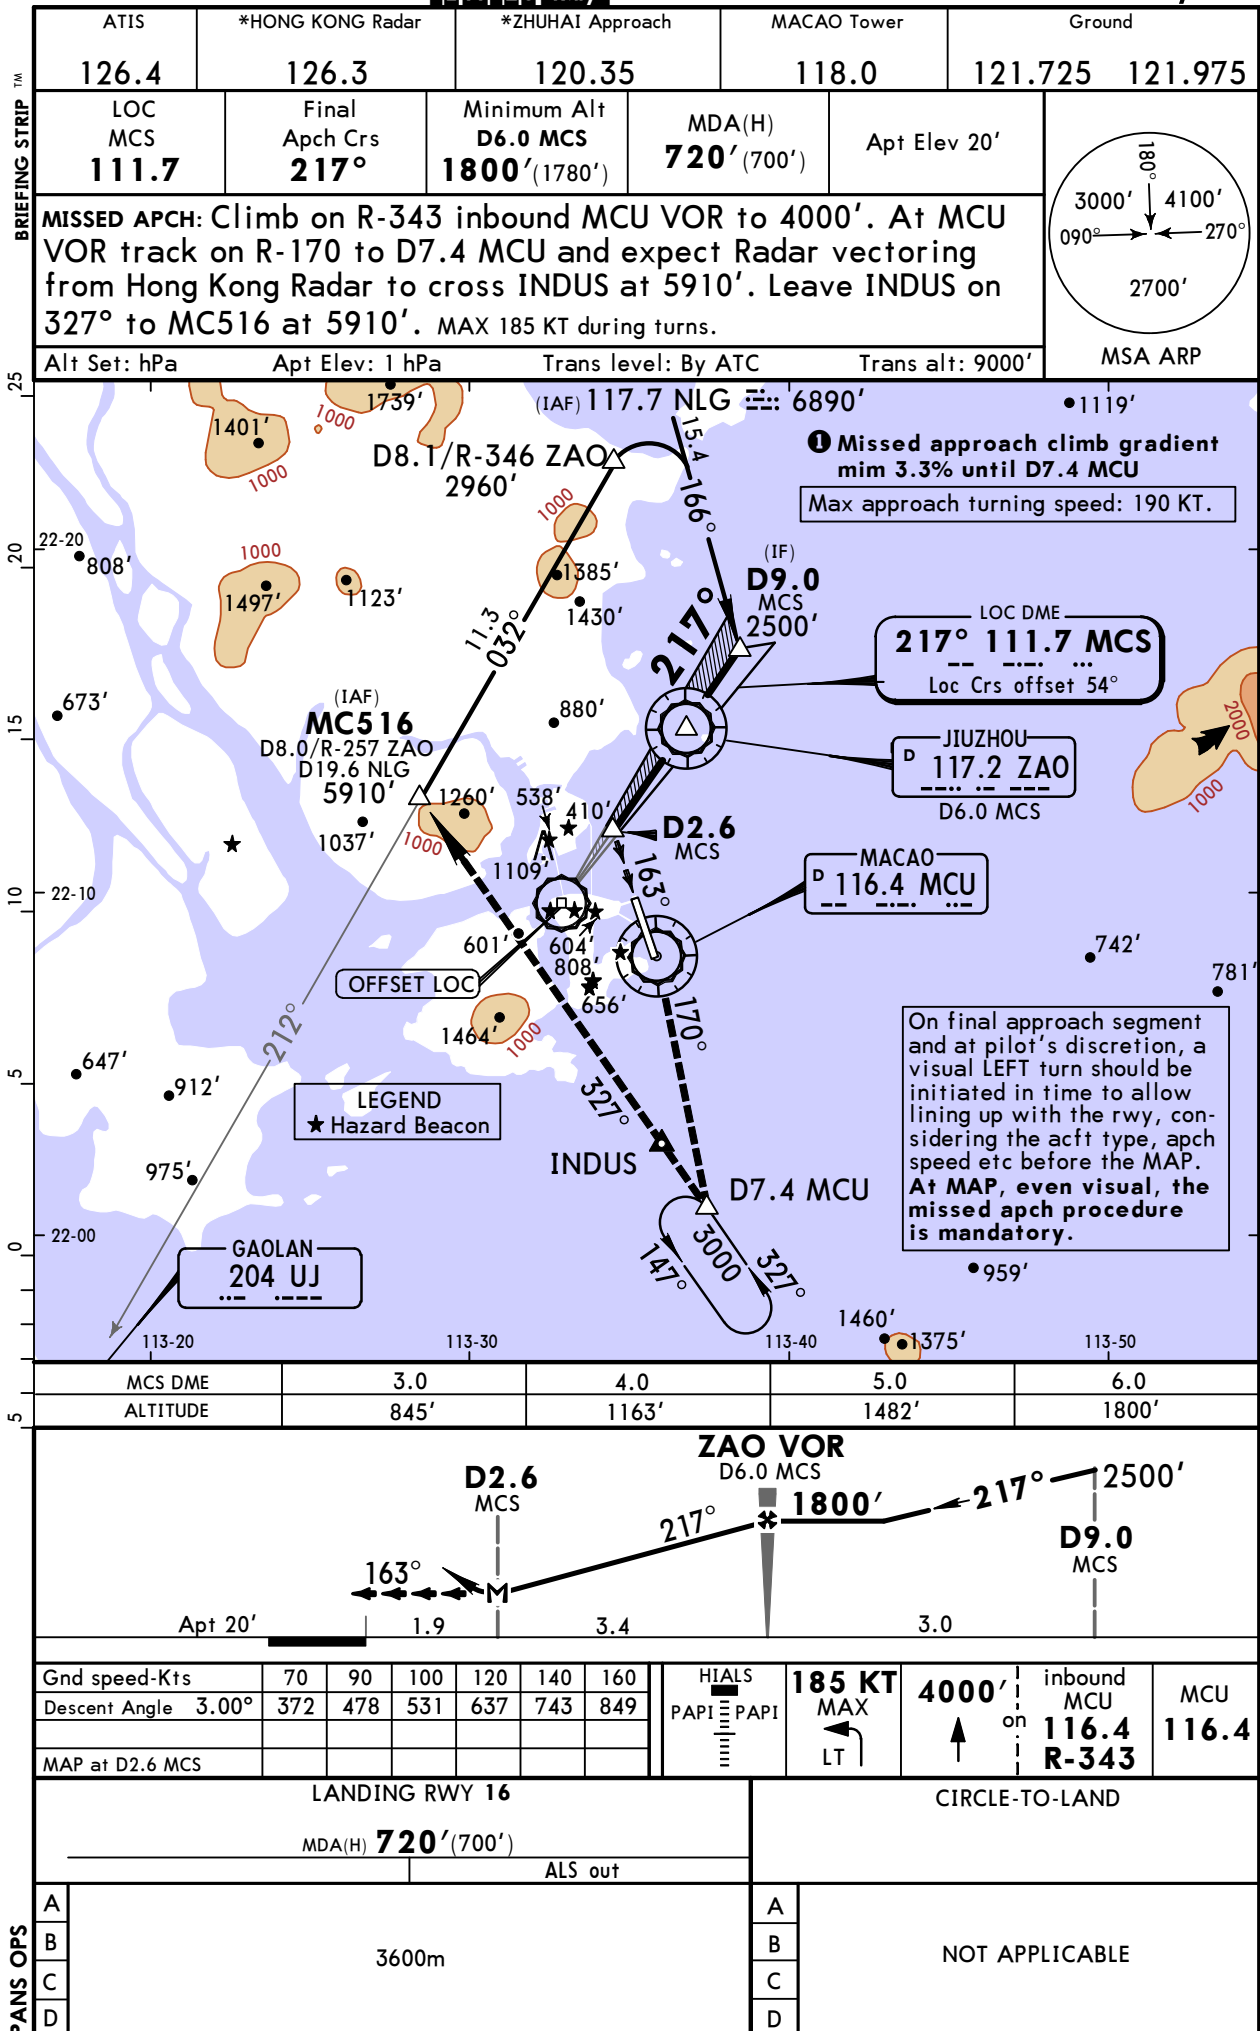 ATIS
*HONG KONG Radar
*ZHUHAI Approach
MACAO Tower
Ground
126.4
126.3
120.35
118.0
121.725 121.975
BRIEFING STRIP TM
LOC
MCS
111.7
Final
Apch Crs
217°
Minimum Alt
D6.0 MCS
1800'(1780')
MDA(H)
720'(700')
Apt Elev 20'
MISSED APCH: Climb on R-343 inbound MCU VOR to 4000'. At MCU
VOR track on R-170 to D7.4 MCU and expect Radar vectoring
from Hong Kong Radar to cross INDUS at 5910'. Leave INDUS on
327° to MC516 at 5910'. MAX 185 KT during turns.
180°
3000'
4100'
090°
270°
2700'
MSA ARP
Alt Set: hPa
Apt Elev: 1 hPa
Trans level: By ATC
Trans alt: 9000'
25
20
15
10
5
0
5
1739'
1000
1401'
1000
(IAF) 117.7 NLG 6890'
1119'
D8.1/R-346 ZAO
2960'
15.4
166°
1 Missed approach climb gradient
mim 3.3% until D7.4 MCU
Max approach turning speed: 190 KT.
22-20
808'
1000
1497'
1123'
1000
1385'
1430'
11.3
032°
(IF)
D9.0
MCS
2500'
217°
LOC DME
217° 111.7 MCS
Loc Crs offset 54°
673'
(IAF)
MC516
D8.0/R-257 ZAO
D19.6 NLG
5910'
880'
JIUZHOU
D 117.2 ZAO
D6.0 MCS
2000
1000
1260'
538'
410'
1037'
1000
1109'
D2.6
MCS
163°
MACAO
D 116.4 MCU
22-10
601'
604'
808'
656'
742'
781'
OFFSET LOC
1464'
1000
170°
212°
647'
912'
LEGEND
★ Hazard Beacon
327°
INDUS
D7.4 MCU
975'
On final approach segment
and at pilot's discretion, a
visual LEFT turn should be
initiated in time to allow
lining up with the rwy, con-
sidering the acft type, apch
speed etc before the MAP.
At MAP, even visual, the
missed apch procedure
is mandatory.
22-00
GAOLAN
204 UJ
147°
3000
327°
959'
1460'
1375'
113-20
113-30
113-40
113-50
MCS DME
3.0
4.0
5.0
6.0
ALTITUDE
845'
1163'
1482'
1800'
ZAO VOR
D6.0 MCS
D2.6
MCS
1800'
217°
2500'
217°
D9.0
MCS
163°
M
Apt 20'
1.9
3.4
3.0
Gnd speed-Kts
70
90
100
120
140
160
Descent Angle 3.00°
372
478
531
637
743
849
MAP at D2.6 MCS
HIALS
PAPI
PAPI
185 KT
MAX
LT
4000'
on
inbound
MCU
116.4
R-343
MCU
116.4
LANDING RWY 16
MDA(H) 720'(700')
ALS out
CIRCLE-TO-LAND
A
B
C
D
3600m
A
B
C
D
NOT APPLICABLE
PANS OPS